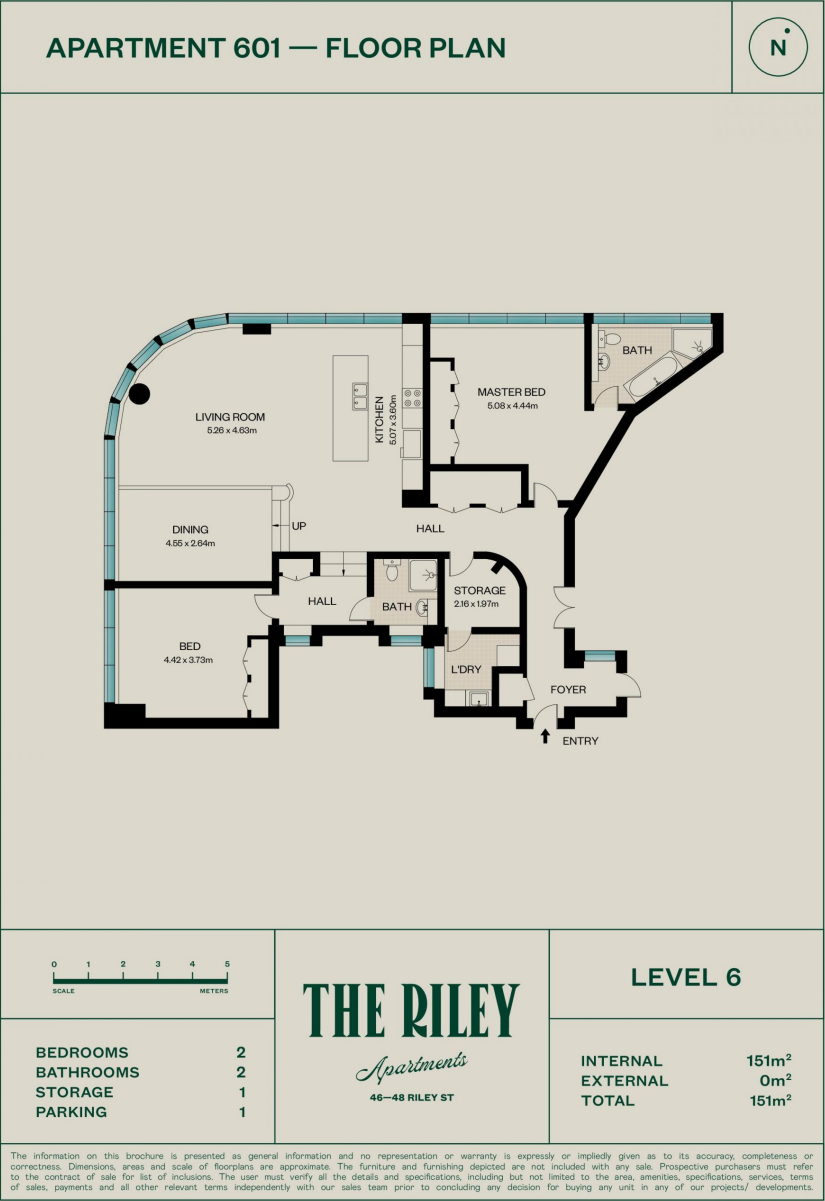 APARTMENT 601 — FLOOR PLAN
N
BATH
MASTER BED
5.08 x 4.44m
LIVING ROOM
5.26 x 4.63m
KITCHEN
5.07 x 3.60m
DINING
4.55 x 2.64m
UP
HALL
HALL
BATH
STORAGE
2.16 x 1.97m
BED
4.42 x 3.73m
L'DRY
FOYER
ENTRY
0 1 2 3 4 5
SCALE METERS
BEDROOMS 2
BATHROOMS 2
STORAGE 1
PARKING 1
THE RILEY
Apartments
46—48 RILEY ST
LEVEL 6
INTERNAL 151m²
EXTERNAL 0m²
TOTAL 151m²
The information on this brochure is presented as general information and no representation or warranty is expressly or impliedly given as to its accuracy, completeness or
correctness. Dimensions, areas and scale of floorplans are approximate. The furniture and furnishing depicted are not included with any sale. Prospective purchasers must refer
to the contract of sale for list of inclusions. The user must verify all the details and specifications, including but not limited to the area, amenities, specifications, services, terms
of sales, payments and all other relevant terms independently with our sales team prior to concluding any decision for buying any unit in any of our projects/ developments.